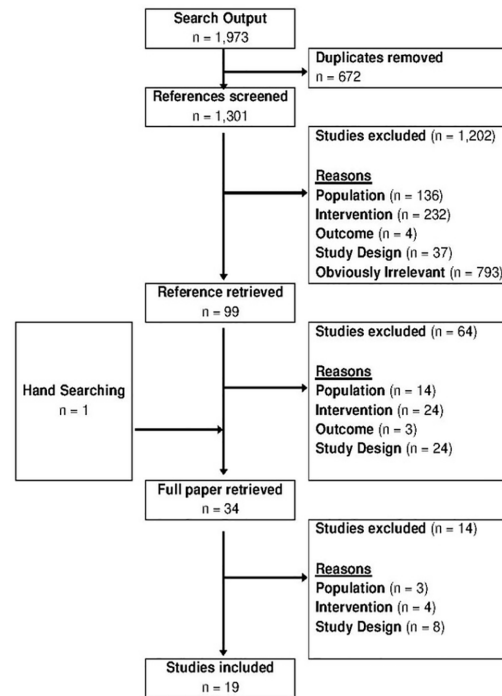 Search Output
n = 1,973
Duplicates removed
n = 672
References screened
n = 1,301
Studies excluded (n = 1,202)
Reasons
Population (n = 136)
Intervention (n = 232)
Outcome (n = 4)
Study Design (n = 37)
Obviously Irrelevant (n = 793)
Reference retrieved
n = 99
Studies excluded (n = 64)
Reasons
Population (n = 14)
Intervention (n = 24)
Outcome (n = 3)
Study Design (n = 24)
Hand Searching
n = 1
Full paper retrieved
n = 34
Studies excluded (n = 14)
Reasons
Population (n = 3)
Intervention (n = 4)
Study Design (n = 8)
Studies included
n = 19